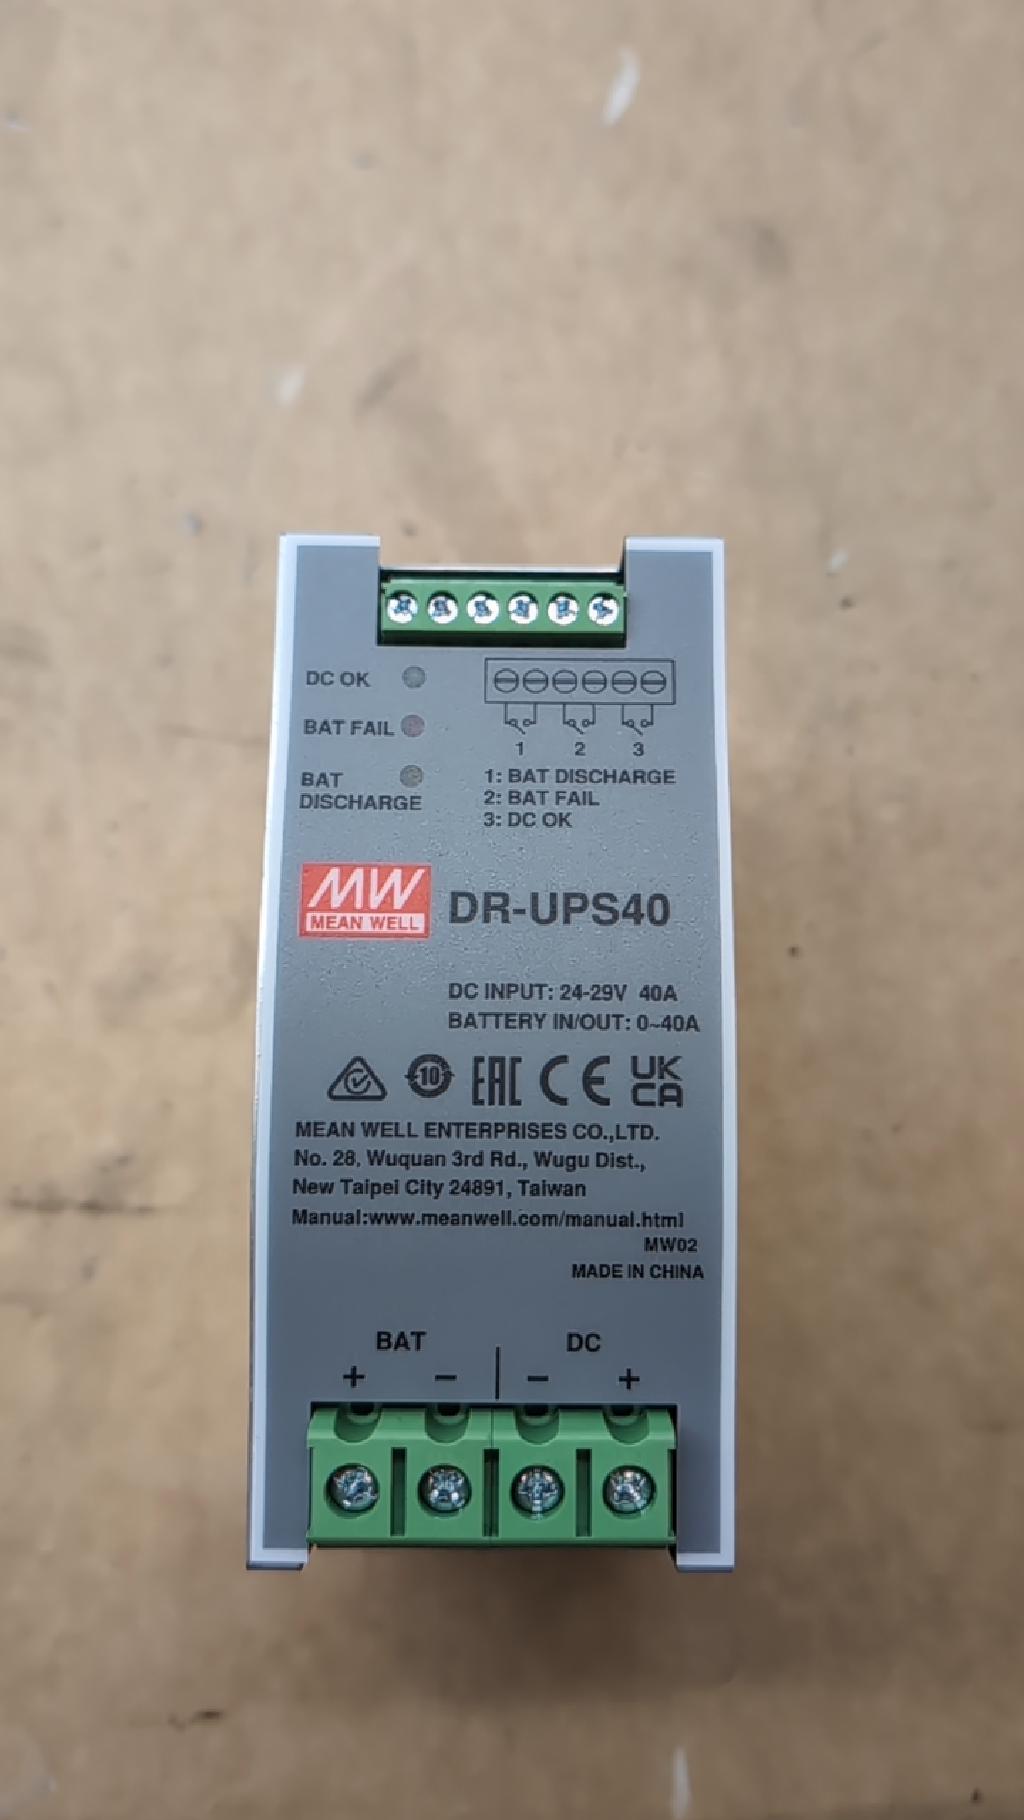 DC OK
BAT FAIL
BAT
DISCHARGE
1 2 3
1: BAT DISCHARGE
2: BAT FAIL
3: DC OK
MW
MEAN WELL
DR-UPS40
DC INPUT: 24-29V 40A
BATTERY IN/OUT: 0~40A
10 EAC CE UK
CA
MEAN WELL ENTERPRISES CO.,LTD.
No. 28, Wuquan 3rd Rd., Wugu Dist.,
New Taipei City 24891, Taiwan
Manual:www.meanwell.com/manual.html
MW02
MADE IN CHINA
BAT DC
+ − − +